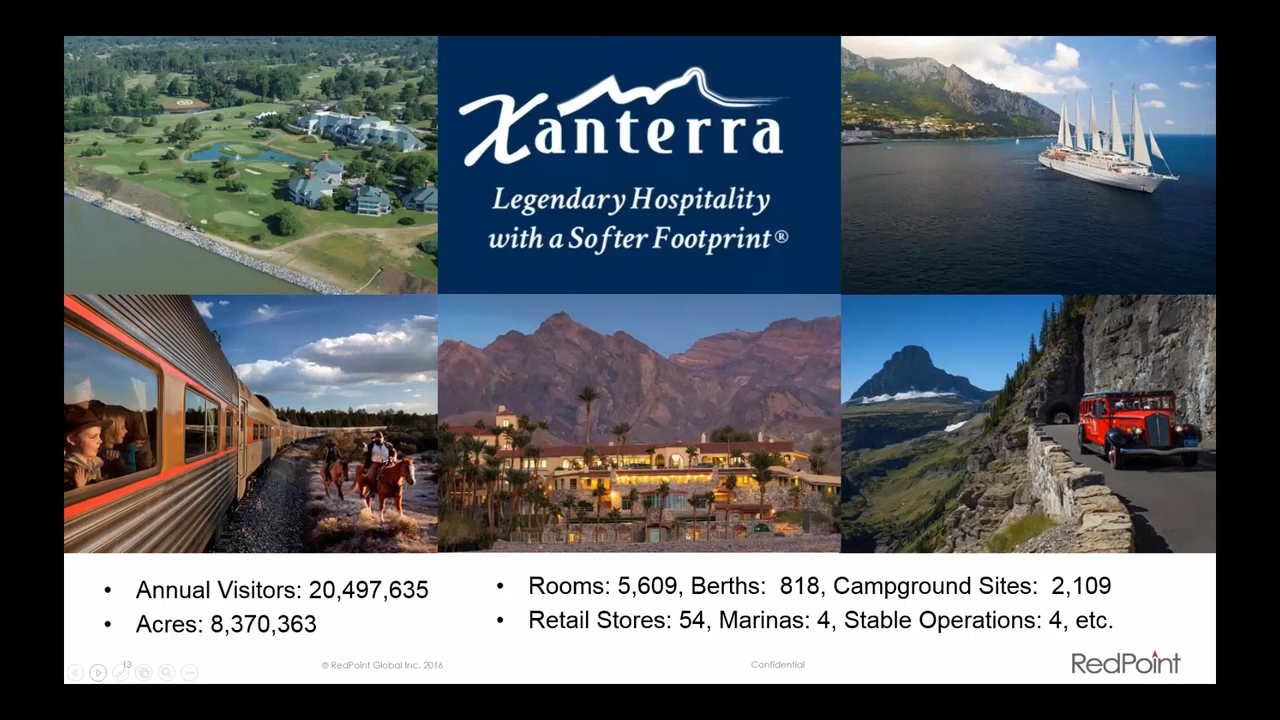 Xanterra
Legendary Hospitality
with a Softer Footprint®
• Annual Visitors: 20,497,635
• Acres: 8,370,363
• Rooms: 5,609, Berths: 818, Campground Sites: 2,109
• Retail Stores: 54, Marinas: 4, Stable Operations: 4, etc.
13
© RedPoint Global Inc. 2016
Confidential
RedPoint